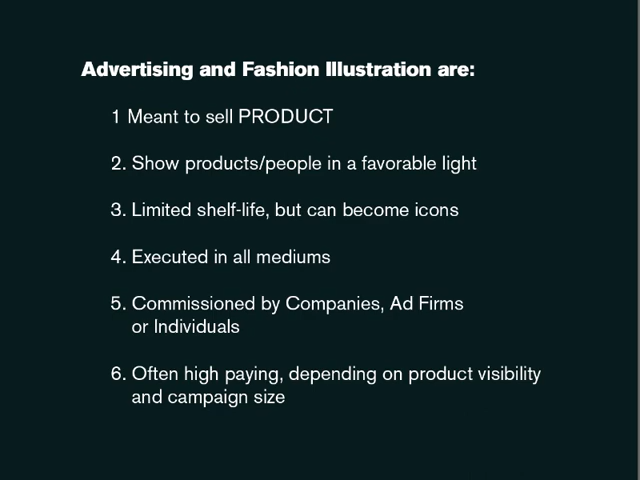 Advertising and Fashion Illustration are:
1 Meant to sell PRODUCT
2. Show products/people in a favorable light
3. Limited shelf-life, but can become icons
4. Executed in all mediums
5. Commissioned by Companies, Ad Firms
or Individuals
6. Often high paying, depending on product visibility
and campaign size